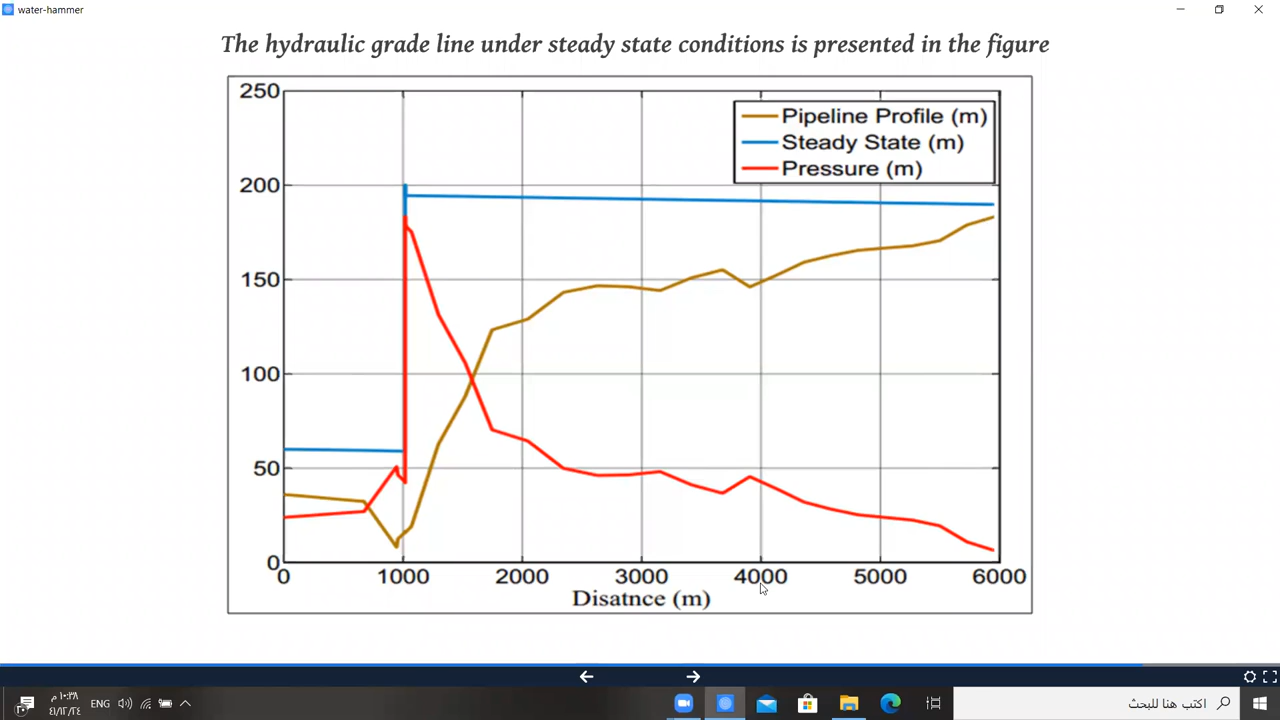 water-hammer
The hydraulic grade line under steady state conditions is presented in the figure
250
200
150
100
50
0
Pipeline Profile (m)
Steady State (m)
Pressure (m)
0 1000 2000 3000 4000 5000 6000
Disatnce (m)
١٠:٣٨ م
ENG
اكتب هنا للبحث